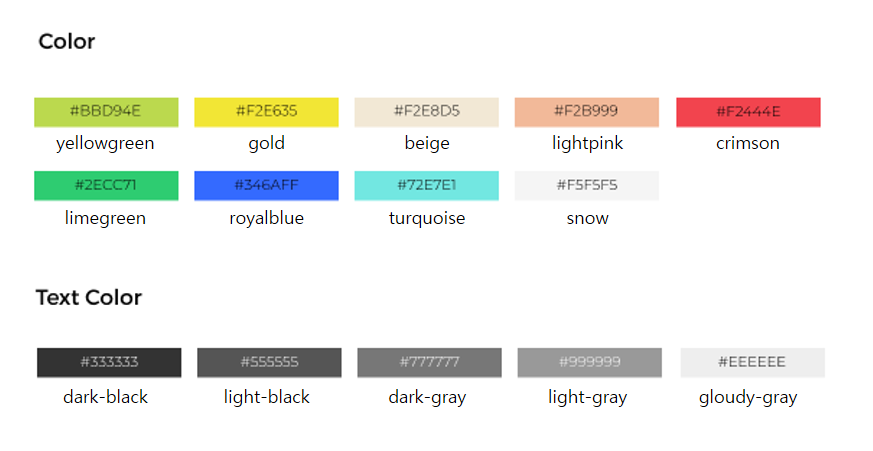 Color
#BBD94E #F2E635 #F2E8D5 #F2B999 #F2444E
yellowgreen gold beige lightpink crimson
#2ECC71 #346AFF #72E7E1 #F5F5F5
limegreen royalblue turquoise snow
Text Color
#333333 #555555 #777777 #999999 #EEEEEE
dark-black light-black dark-gray light-gray gloudy-gray